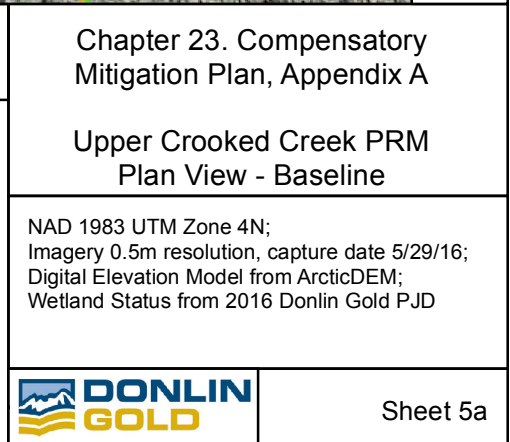 Chapter 23. Compensatory
Mitigation Plan, Appendix A
Upper Crooked Creek PRM
Plan View - Baseline
NAD 1983 UTM Zone 4N;
Imagery 0.5m resolution, capture date 5/29/16;
Digital Elevation Model from ArcticDEM;
Wetland Status from 2016 Donlin Gold PJD
DONLIN
GOLD
Sheet 5a